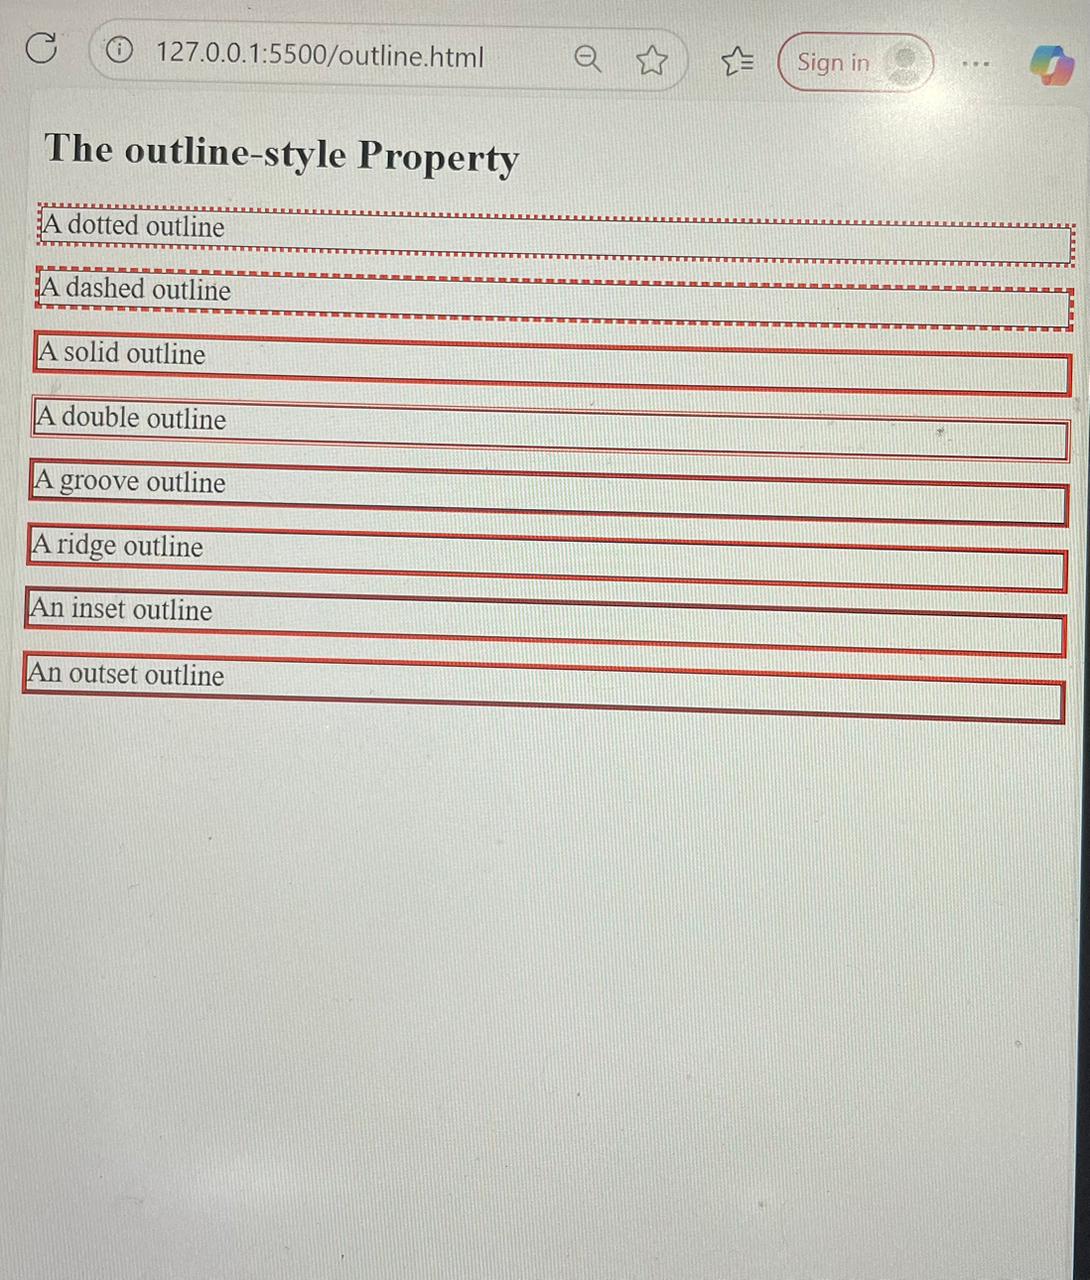 127.0.0.1:5500/outline.html
Sign in
The outline-style Property
A dotted outline
A dashed outline
A solid outline
A double outline
A groove outline
A ridge outline
An inset outline
An outset outline